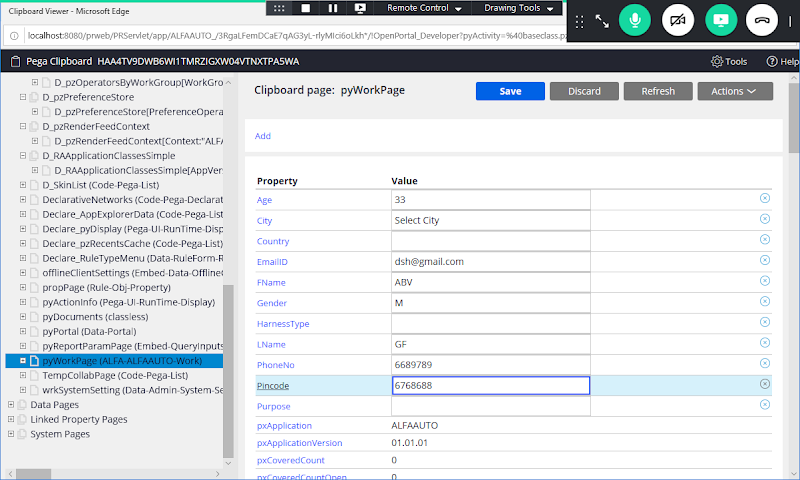 Clipboard Viewer - Microsoft Edge
Remote Control
Drawing Tools
localhost:8080/prweb/PRServlet/app/ALFAAUTO_/3RgaLFemDCaE7qAG3yL-rlyMIci6oLkh*/!OpenPortal_Developer?pyActivity=%40baseclass.pz
Pega Clipboard HAA4TV9DWB6WI1TMRZIGXW04VTNXTPA5WA
Tools
Help
D_pzOperatorsByWorkGroup[WorkGr
D_pzPreferenceStore
D_pzPreferenceStore[PreferenceOpera
D_pzRenderFeedContext
D_pzRenderFeedContext[Context:"ALFA
D_RAApplicationClassesSimple
D_RAApplicationClassesSimple[AppVers
D_SkinList (Code-Pega-List)
DeclarativeNetworks (Code-Pega-Declarat
Declare_AppExplorerData (Code-Pega-List)
Declare_pyDisplay (Pega-UI-RunTime-Displ
Declare_pzRecentsCache (Code-Pega-List)
Declare_RuleTypeMenu (Data-RuleForm-R
offlineClientSettings (Embed-Data-OfflineC
propPage (Rule-Obj-Property)
pyActionInfo (Pega-UI-RunTime-Display)
pyDocuments (classless)
pyPortal (Data-Portal)
pyReportParamPage (Embed-QueryInputs
pyWorkPage (ALFA-ALFAAUTO-Work)
TempCollabPage (Code-Pega-List)
wrkSystemSetting (Data-Admin-System-Se
Data Pages
Linked Property Pages
System Pages
Clipboard page: pyWorkPage
Save
Discard
Refresh
Actions
Add
Property Value
Age 33
City Select City
Country
EmailID dsh@gmail.com
FName ABV
Gender M
HarnessType
LName GF
PhoneNo 6689789
Pincode 6768688
Purpose
pxApplication ALFAAUTO
pxApplicationVersion 01.01.01
pxCoveredCount 0
pxCoveredCountOpen 0